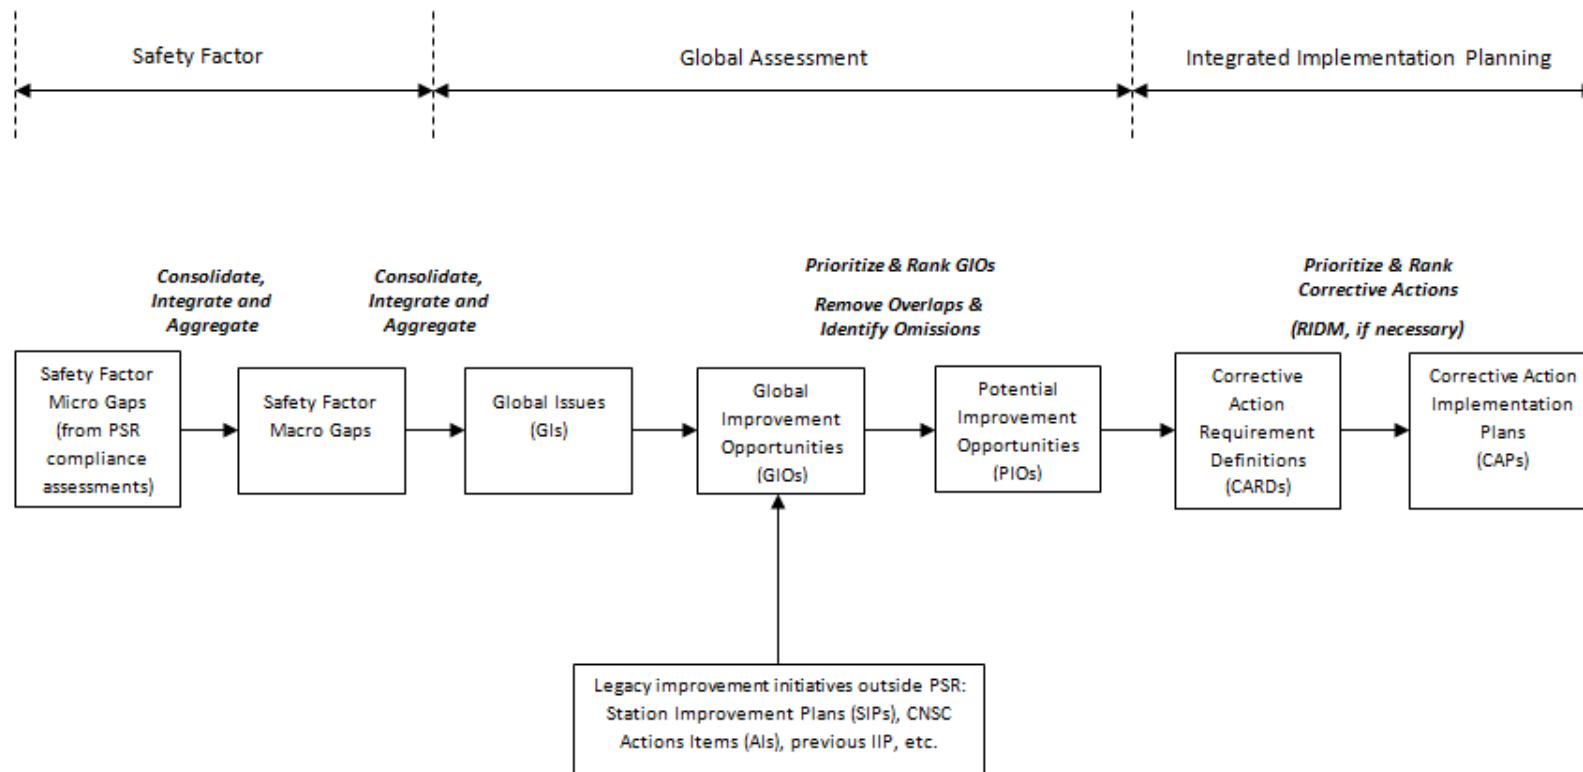 Safety Factor
Global Assessment
Integrated Implementation Planning
Consolidate,
Integrate and
Aggregate
Consolidate,
Integrate and
Aggregate
Prioritize & Rank GIOs
Remove Overlaps &
Identify Omissions
Prioritize & Rank
Corrective Actions
(RIDM, if necessary)
Safety Factor
Micro Gaps
(from PSR
compliance
assessments)
Safety Factor
Macro Gaps
Global Issues
(GIs)
Global
Improvement
Opportunities
(GIOs)
Potential
Improvement
Opportunities
(PIOs)
Corrective
Action
Requirement
Definitions
(CARDs)
Corrective Action
Implementation
Plans
(CAPs)
Legacy improvement initiatives outside PSR:
Station Improvement Plans (SIPs), CNSC
Actions Items (AIs), previous IIP, etc.